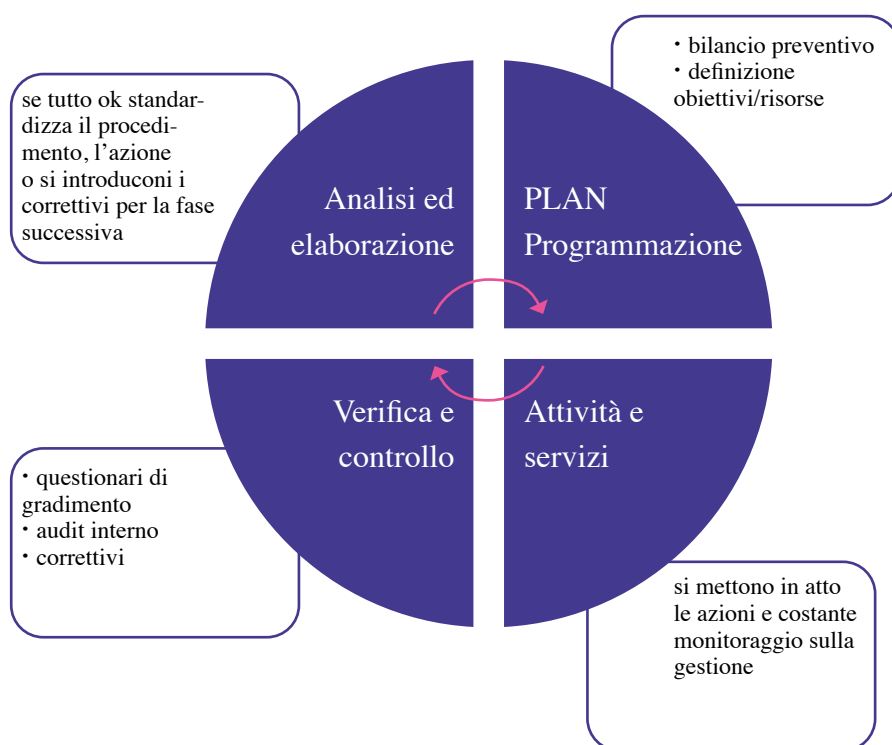 se tutto ok standar-
dizza il procedi-
mento, l’azione
o si introduconi i
correttivi per la fase
successiva
· bilancio preventivo
· definizione
obiettivi/risorse
Analisi ed
elaborazione
PLAN
Programmazione
Verifica e
controllo
Attività e
servizi
· questionari di
gradimento
· audit interno
· correttivi
si mettono in atto
le azioni e costante
monitoraggio sulla
gestione